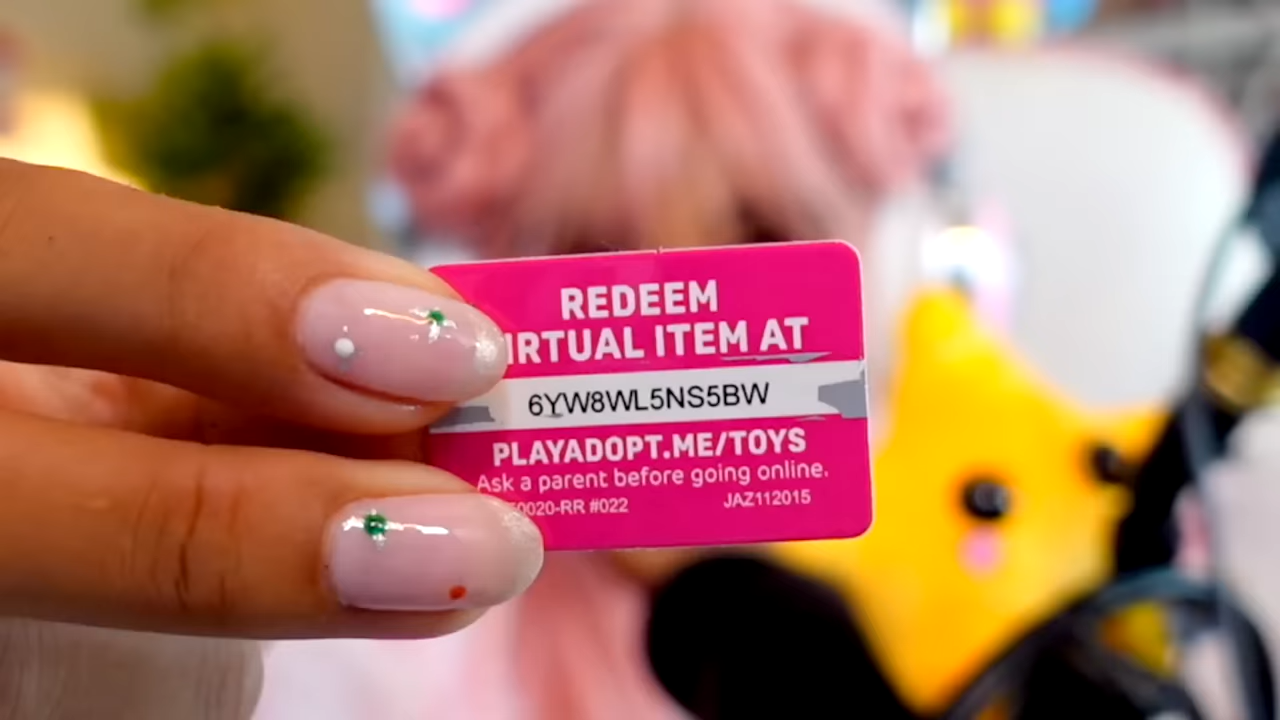 REDEEM
IRTUAL ITEM AT
6YW8WL5NS5BW
PLAYADOPT.ME/TOYS
Ask a parent before going online.
0020-RR #022
JAZ112015